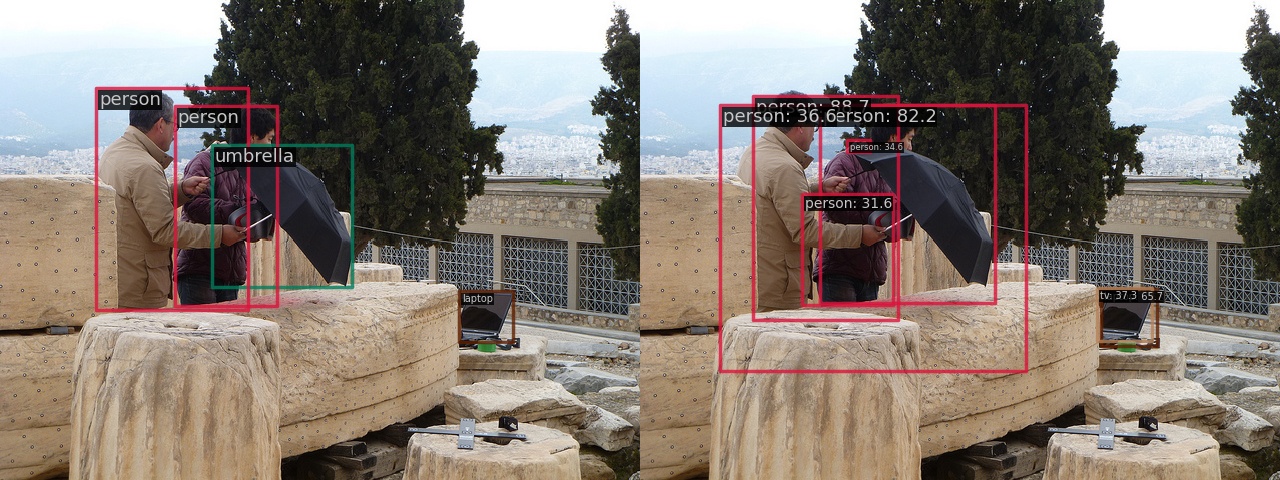 person
person
umbrella
laptop
person: 88.7
person: 36.6
erson: 82.2
person: 34.6
person: 31.6
tv: 37.3
65.7